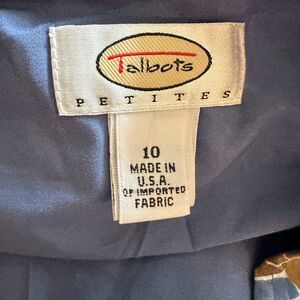 Talbots
PETITES
10
MADE IN
U.S.A.
OF IMPORTED
FABRIC